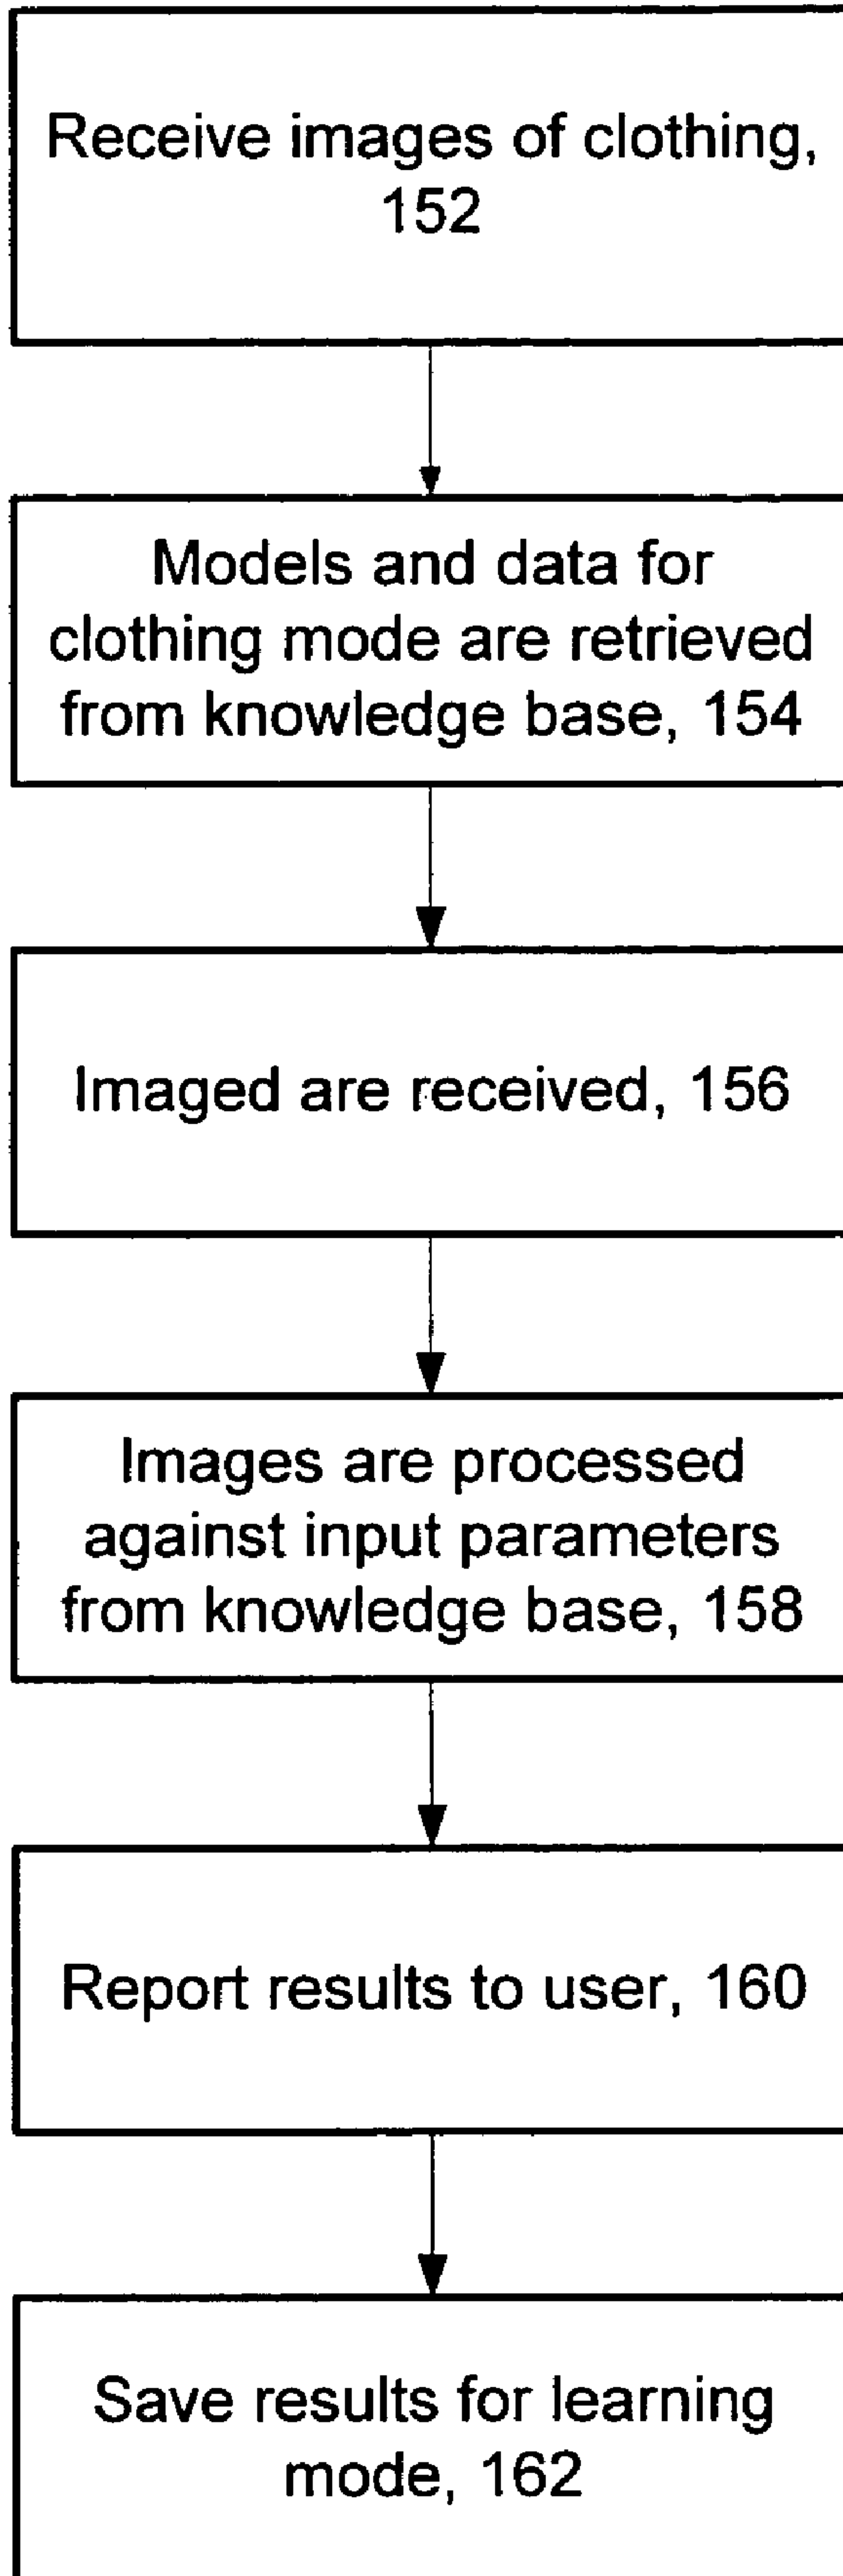 Receive images of clothing,
152
Models and data for
clothing mode are retrieved
from knowledge base, 154
Imaged are received, 156
Images are processed
against input parameters
from knowledge base, 158
Report results to user, 160
Save results for learning
mode, 162